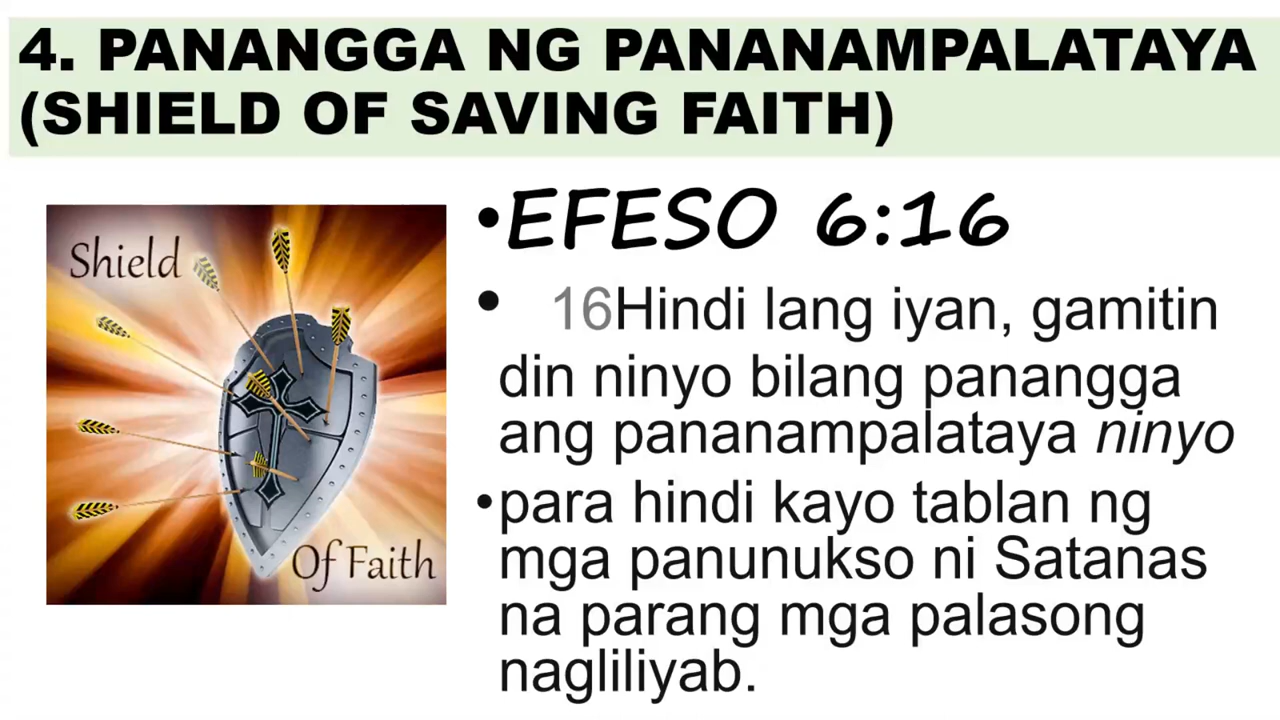 4. PANANGGA NG PANANAMPALATAYA
(SHIELD OF SAVING FAITH)
Shield
Of Faith
•EFESO 6:16
• 16Hindi lang iyan, gamitin
din ninyo bilang panangga
ang pananampalataya ninyo
•para hindi kayo tablan ng
mga panunukso ni Satanas
na parang mga palasong
nagliliyab.